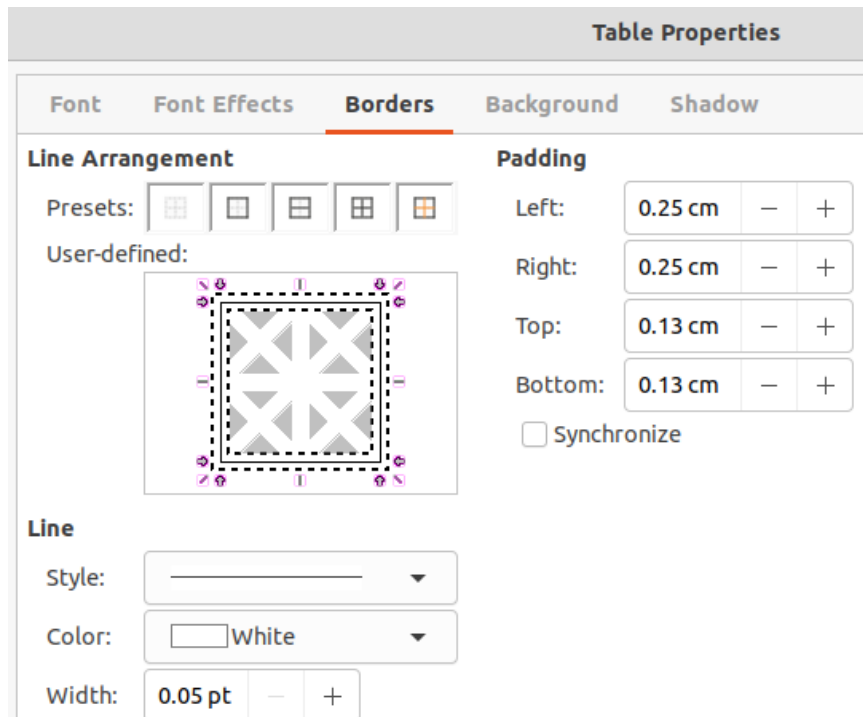 Table Properties
Font Font Effects Borders Background Shadow
Line Arrangement
Presets:
User-defined:
Padding
Left: 0.25 cm − +
Right: 0.25 cm − +
Top: 0.13 cm − +
Bottom: 0.13 cm − +
Synchronize
Line
Style:
Color: White
Width: 0.05 pt − +